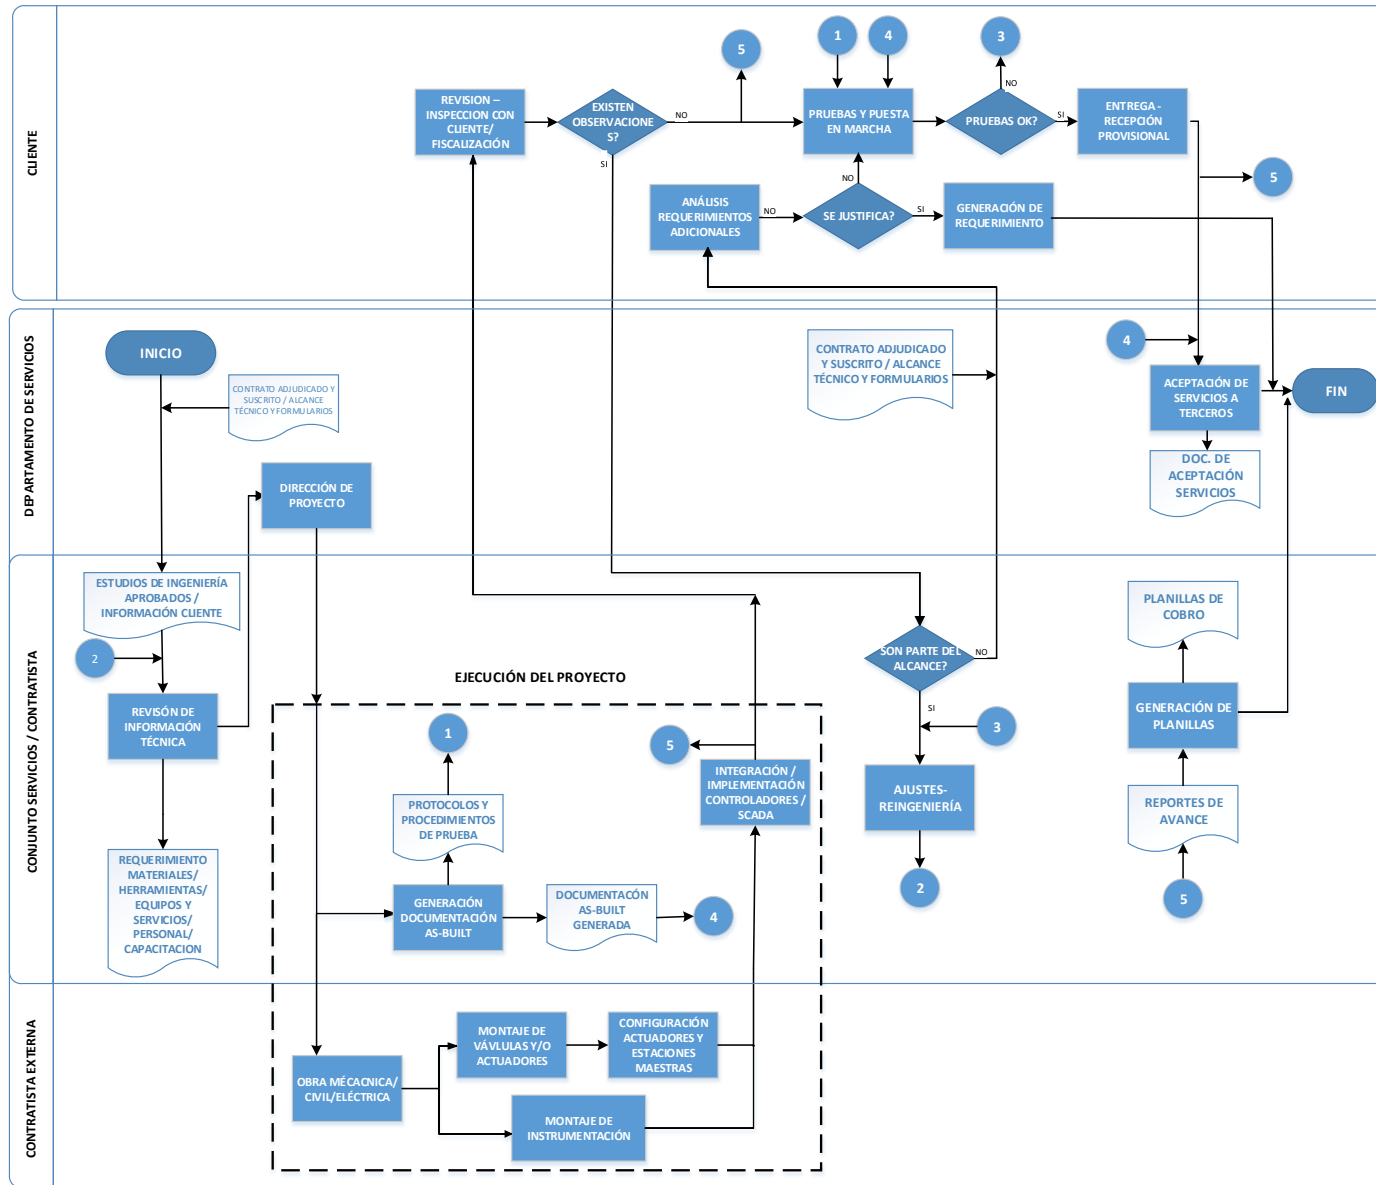 CLIENTE
5
1
4
3
REVISION –
INSPECCION CON
CLIENTE/
FISCALIZACIÓN
EXISTEN
OBSERVACIONE
S?
NO
SI
PRUEBAS Y PUESTA
EN MARCHA
PRUEBAS OK?
NO
SI
ENTREGA -
RECEPCIÓN
PROVISIONAL
5
ANÁLISIS
REQUERIMIENTOS
ADICIONALES
NO
SE JUSTIFICA?
NO
SI
GENERACIÓN DE
REQUERIMIENTO
DEPARTAMENTO DE SERVICIOS
INICIO
CONTRATO ADJUDICADO Y
SUSCRITO / ALCANCE
TÉCNICO Y FORMULARIOS
DIRECCIÓN DE
PROYECTO
CONTRATO ADJUDICADO
Y SUSCRITO / ALCANCE
TÉCNICO Y FORMULARIOS
4
ACEPTACIÓN DE
SERVICIOS A
TERCEROS
FIN
DOC. DE
ACEPTACIÓN
SERVICIOS
CONJUNTO SERVICIOS / CONTRATISTA
ESTUDIOS DE INGENIERÍA
APROBADOS /
INFORMACIÓN CLIENTE
2
REVISÓN DE
INFORMACIÓN
TÉCNICA
REQUERIMIENTO
MATERIALES/
HERRAMIENTAS/
EQUIPOS Y
SERVICIOS/
PERSONAL/
CAPACITACION
EJECUCIÓN DEL PROYECTO
1
PROTOCOLOS Y
PROCEDIMIENTOS
DE PRUEBA
GENERACIÓN
DOCUMENTACIÓN
AS-BUILT
DOCUMENTACÓN
AS-BUILT
GENERADA
4
5
INTEGRACIÓN /
IMPLEMENTACIÓN
CONTROLADORES /
SCADA
SON PARTE DEL
ALCANCE?
NO
SI
3
AJUSTES-
REINGENIERÍA
2
PLANILLAS DE
COBRO
GENERACIÓN DE
PLANILLAS
REPORTES DE
AVANCE
5
CONTRATISTA EXTERNA
OBRA MÉCACNICA/
CIVIL/ELÉCTRICA
MONTAJE DE
VÁVLULAS Y/O
ACTUADORES
CONFIGURACIÓN
ACTUADORES Y
ESTACIONES
MAESTRAS
MONTAJE DE
INSTRUMENTACIÓN